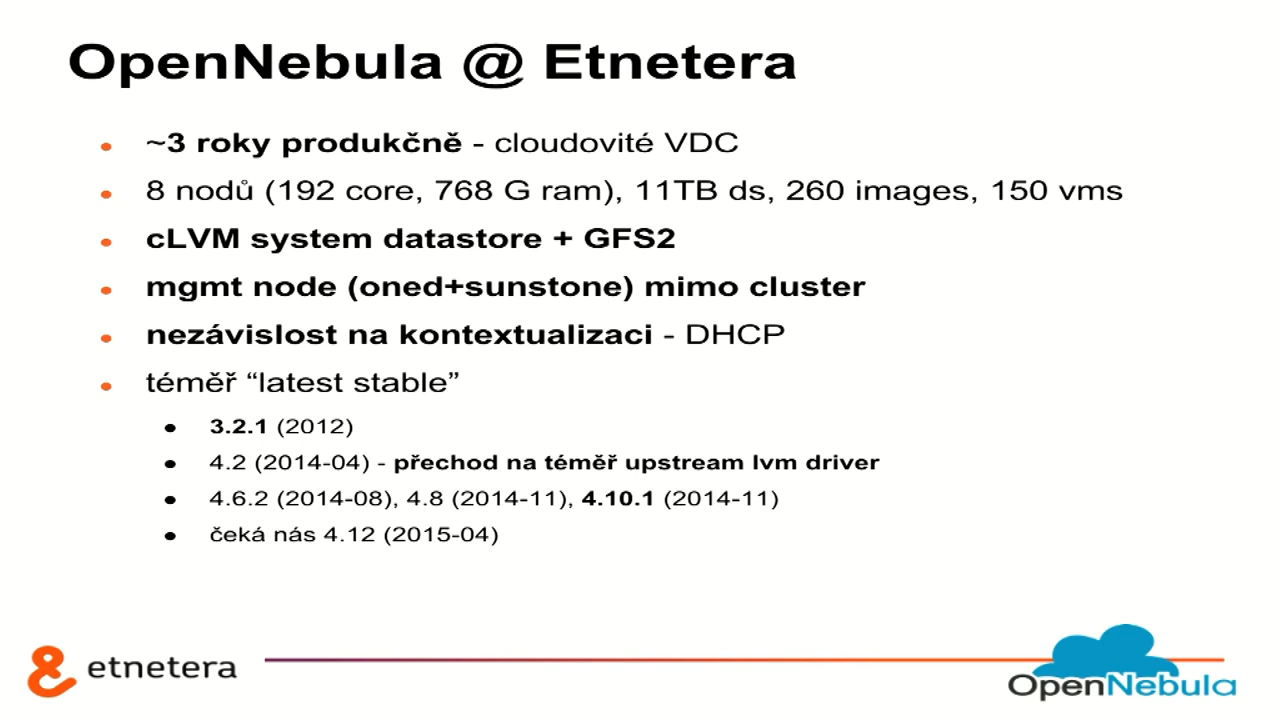 OpenNebula @ Etnetera
~3 roky produkčně - cloudovité VDC
8 nodů (192 core, 768 G ram), 11TB ds, 260 images, 150 vms
cLVM system datastore + GFS2
mgmt node (oned+sunstone) mimo cluster
nezávislost na kontextualizaci - DHCP
téměř “latest stable”
3.2.1 (2012)
4.2 (2014-04) - přechod na téměř upstream lvm driver
4.6.2 (2014-08), 4.8 (2014-11), 4.10.1 (2014-11)
čeká nás 4.12 (2015-04)
etnetera
OpenNebula